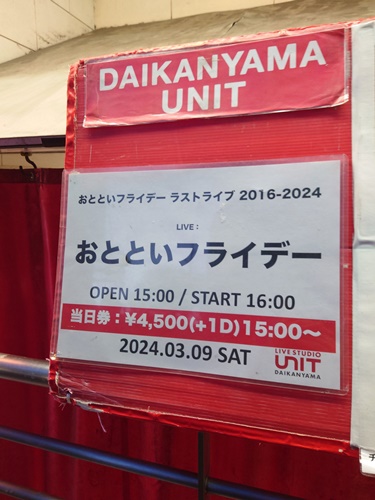 DAIKANYAMA
UNIT
おとといフライデー ラストライブ 2016-2024
LIVE :
おとといフライデー
OPEN 15:00 / START 16:00
当日券：¥4,500(+1D)15:00～
2024.03.09 SAT
LIVE STUDIO
UNIT
DAIKANYAMA